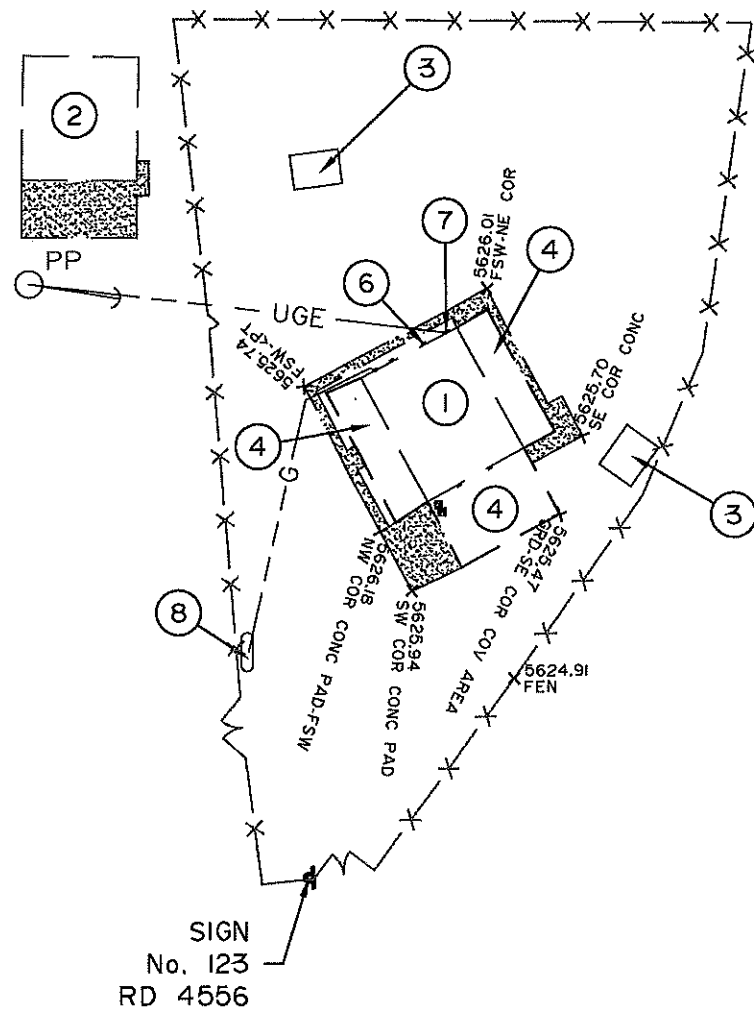 3
2
7
5626.01
FSW-NE COR
4
PP
6
UGE
5625.74
FSW-<PT
5625.70
SE COR CONC
1
4
G
4
3
5625.47
GRD-SE COR COV AREA
5626.18
NW COR CONC PAD-FSW
5625.94
SW COR CONC PAD
8
5624.91
FEN
SIGN
No. 123
RD 4556